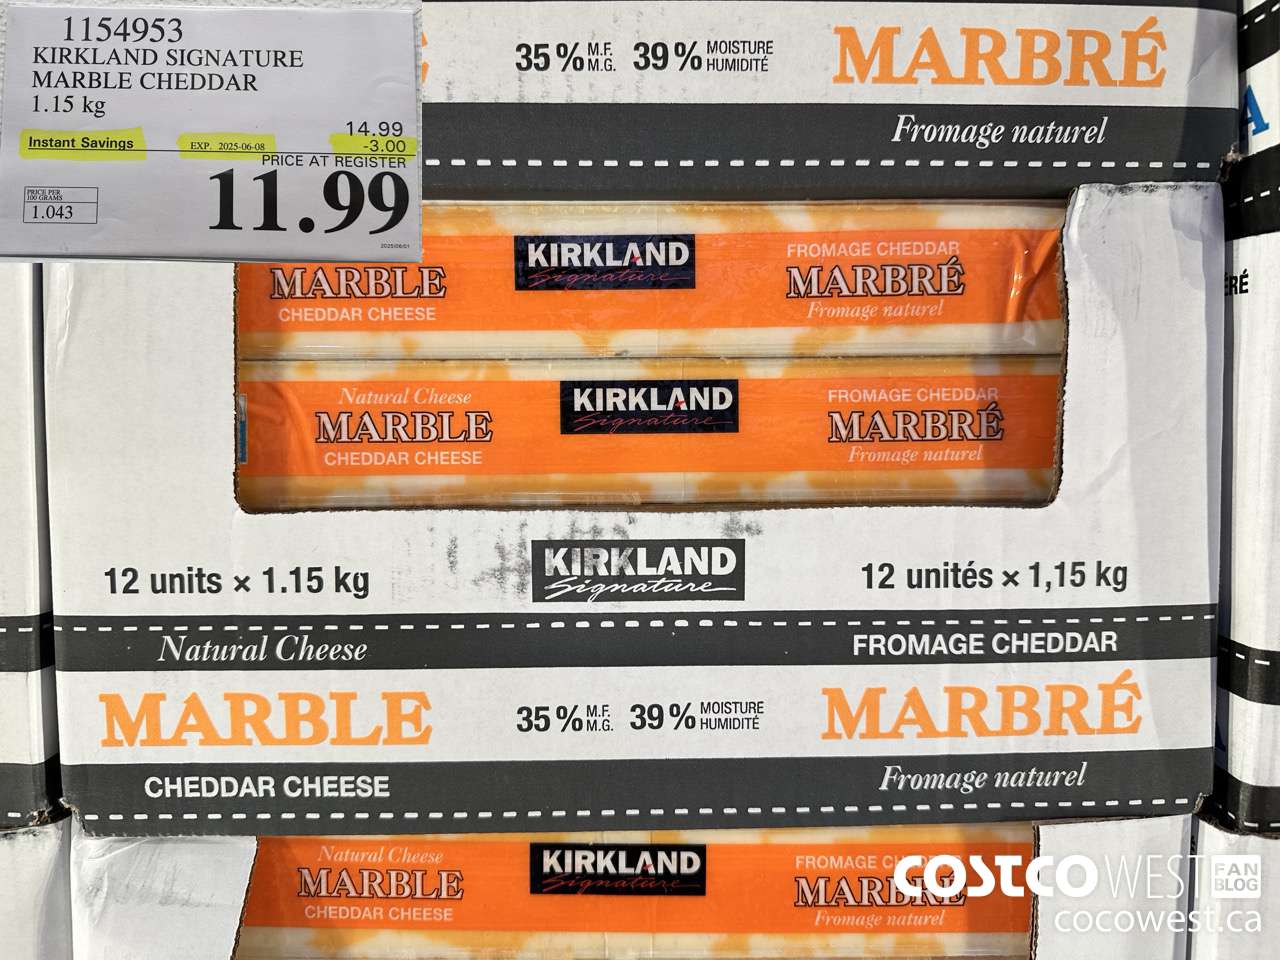 1154953
KIRKLAND SIGNATURE
MARBLE CHEDDAR
1.15 kg
14.99
Instant Savings EXP. 2025-06-08 -3.00
PRICE AT REGISTER
11.99
PRICE PER
100 GRAMS
1.043
2025/06/01
35% M.F. M.G. 39% MOISTURE HUMIDITÉ
MARBRÉ
Fromage naturel
KIRKLAND
Signature
MARBLE
CHEDDAR CHEESE
FROMAGE CHEDDAR
MARBRÉ
Fromage naturel
Natural Cheese
MARBLE
CHEDDAR CHEESE
KIRKLAND
Signature
FROMAGE CHEDDAR
MARBRÉ
Fromage naturel
12 units × 1.15 kg
KIRKLAND
Signature
12 unités × 1,15 kg
Natural Cheese
FROMAGE CHEDDAR
MARBLE
35% M.F. M.G. 39% MOISTURE HUMIDITÉ
MARBRÉ
CHEDDAR CHEESE
Fromage naturel
Natural Cheese
MARBLE
CHEDDAR CHEESE
KIRKLAND
Signature
FROMAGE
MARBRÉ
Fromage naturel
COSTCO WEST FAN BLOG
cocowest.ca